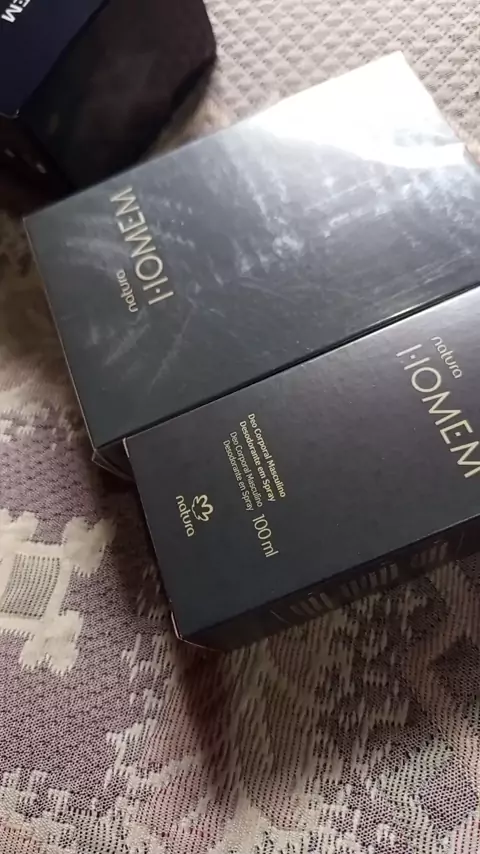 EM
natura
HOMEM
natura
HOMEM
Deo Corporal Masculino
Desodorante em Spray
Deo Corporal Masculino
Desodorante en Spray
100 ml
natura